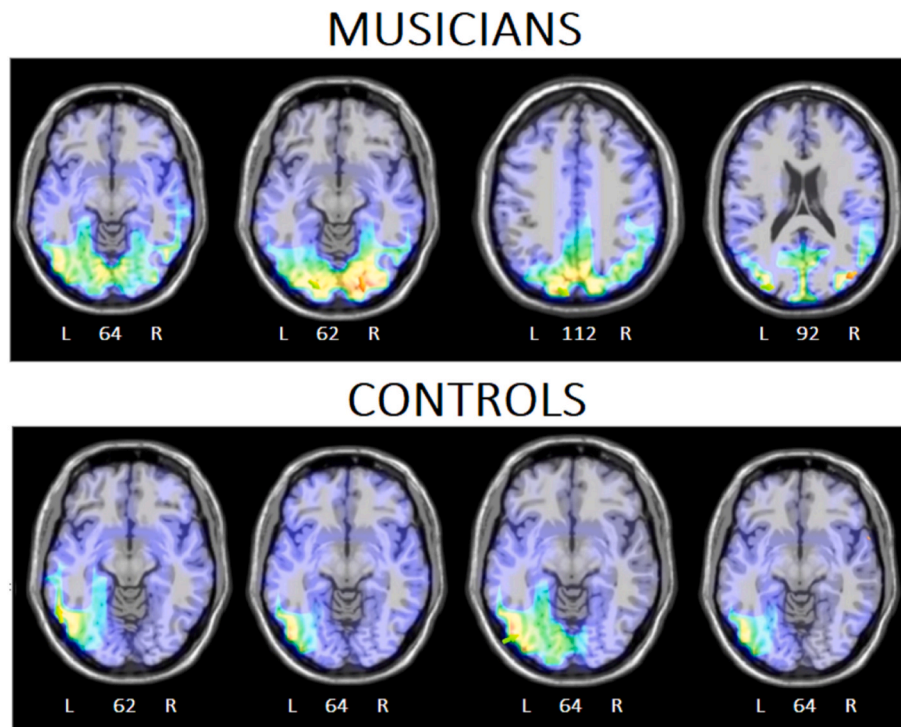 MUSICIANS
L 64 R L 62 R L 112 R L 92 R
CONTROLS
L 62 R L 64 R L 64 R L 64 R